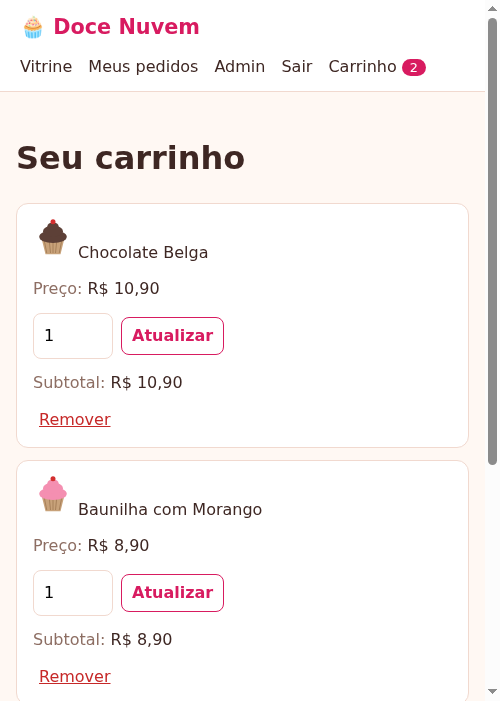 Doce Nuvem
Vitrine Meus pedidos Admin Sair Carrinho 2
Seu carrinho
Chocolate Belga
Preço: R$ 10,90
1 Atualizar
Subtotal: R$ 10,90
Remover
Baunilha com Morango
Preço: R$ 8,90
1 Atualizar
Subtotal: R$ 8,90
Remover